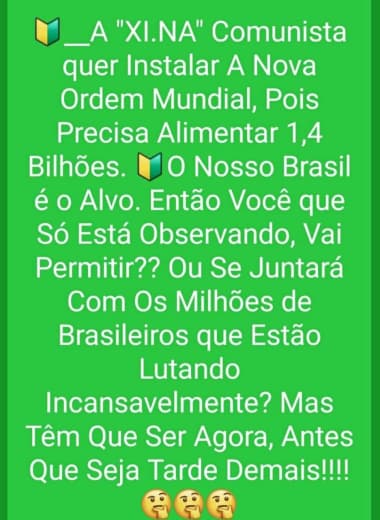 🔰__A "XI.NA" Comunista
quer Instalar A Nova
Ordem Mundial, Pois
Precisa Alimentar 1,4
Bilhões. 🔰O Nosso Brasil
é o Alvo. Então Você que
Só Está Observando, Vai
Permitir?? Ou Se Juntará
Com Os Milhões de
Brasileiros que Estão
Lutando
Incansavelmente? Mas
Têm Que Ser Agora, Antes
Que Seja Tarde Demais!!!!
🤔🤔🤔